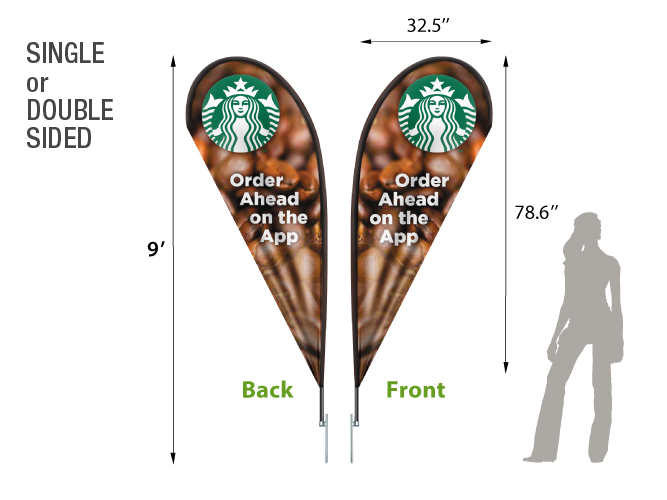 SINGLE
or
DOUBLE
SIDED
32.5’’
9’
78.6’’
Order
Ahead
on the
App
Order
Ahead
on the
App
Back
Front